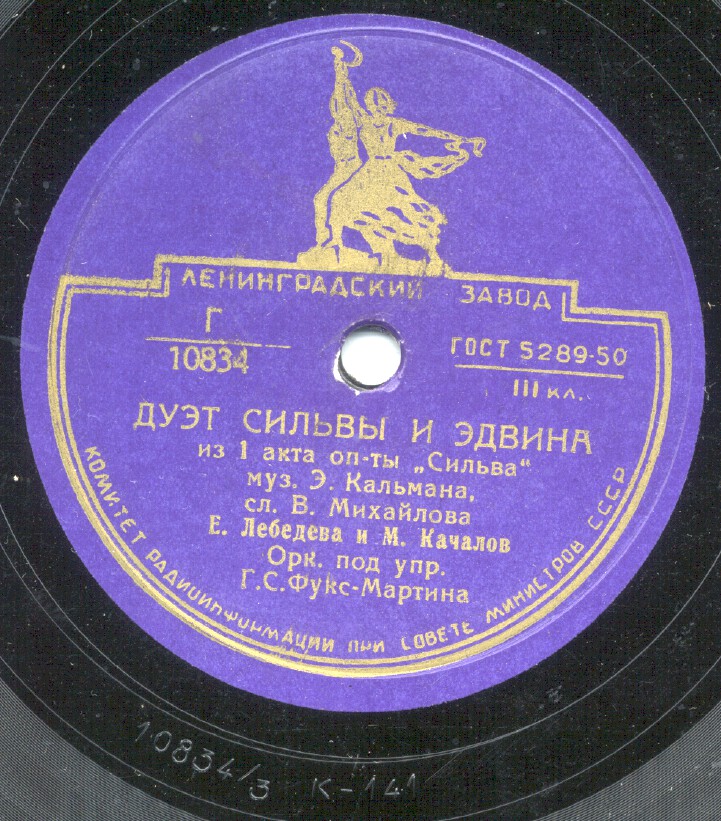 ЛЕНИНГРАДСКИЙ ЗАВОД
Г
10834
ГОСТ 5289-50
III кл.
ДУЭТ СИЛЬВЫ И ЭДВИНА
из 1 акта оп-ты „Сильва“
муз. Э. Кальмана,
сл. В. Михайлова
Е. Лебедева и М. Качалов
Орк. под упр.
Г.С.Фукс-Мартина
КОМИТЕТ РАДИОИНФОРМАЦИИ ПРИ СОВЕТЕ МИНИСТРОВ СССР
10834/3 К-141